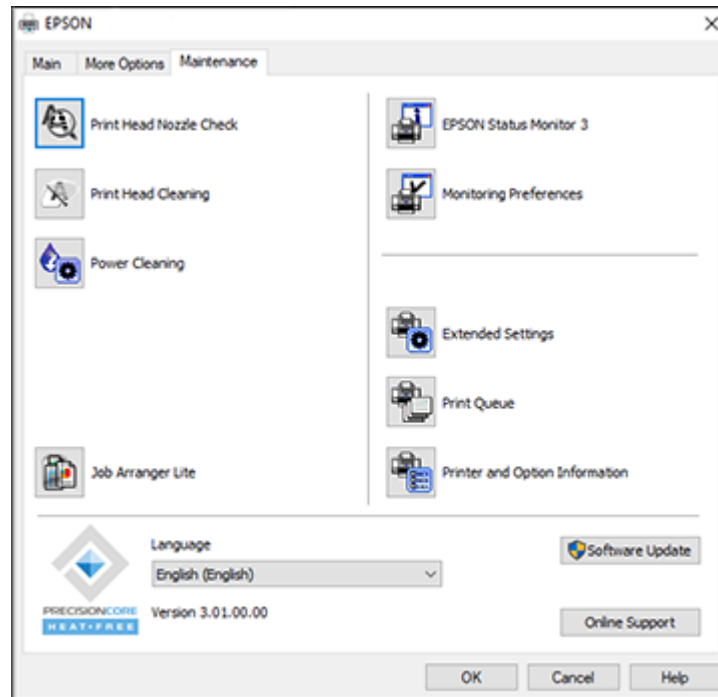 EPSON
Main
More Options
Maintenance
Print Head Nozzle Check
Print Head Cleaning
Power Cleaning
Job Arranger Lite
EPSON Status Monitor 3
Monitoring Preferences
Extended Settings
Print Queue
Printer and Option Information
PRECISIONCORE
HEAT-FREE
Language
English (English)
Version 3.01.00.00
Software Update
Online Support
OK
Cancel
Help